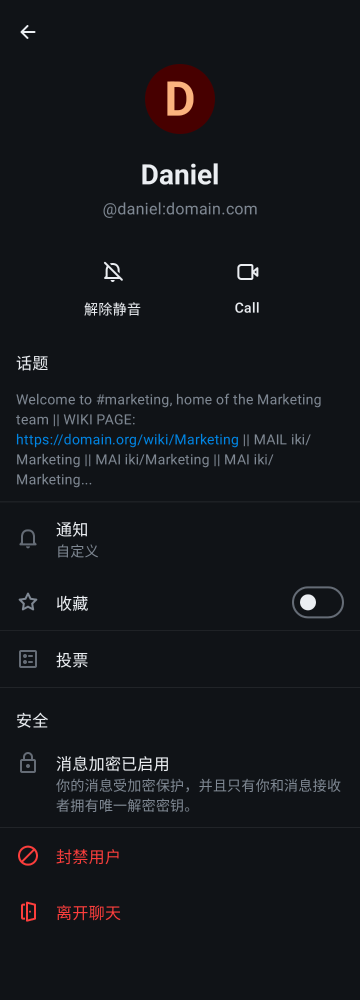 D
Daniel
@daniel:domain.com
解除静音
Call
话题
Welcome to #marketing, home of the Marketing
team || WIKI PAGE:
https://domain.org/wiki/Marketing || MAIL iki/
Marketing || MAI iki/Marketing || MAI iki/
Marketing...
通知
自定义
收藏
投票
安全
消息加密已启用
你的消息受加密保护，并且只有你和消息接收
者拥有唯一解密密钥。
封禁用户
离开聊天